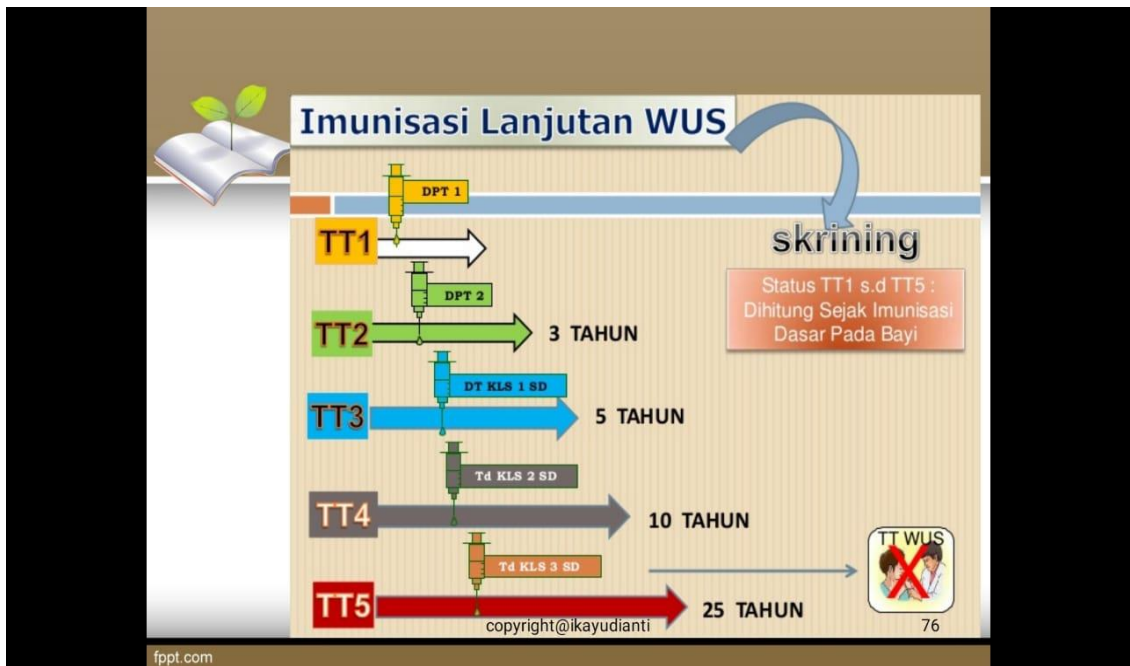 Imunisasi Lanjutan WUS
DPT 1
TT1
skrining
Status TT1 s.d TT5 :
Dihitung Sejak Imunisasi
Dasar Pada Bayi
DPT 2
TT2
3 TAHUN
DT KLS 1 SD
TT3
5 TAHUN
Td KLS 2 SD
TT4
10 TAHUN
TT WUS
Td KLS 3 SD
TT5
25 TAHUN
copyright@ikayudianti
76
fppt.com